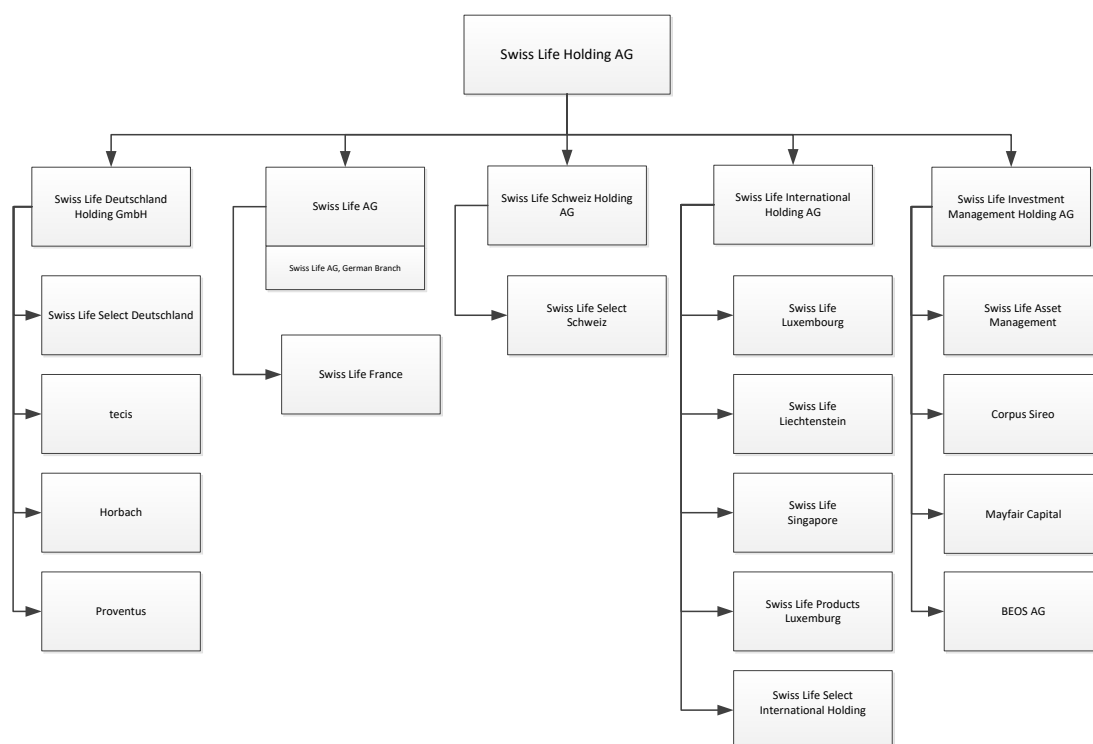 Swiss Life Holding AG
Swiss Life Deutschland
Holding GmbH
Swiss Life Select Deutschland
tecis
Horbach
Proventus
Swiss Life AG
Swiss Life AG, German Branch
Swiss Life France
Swiss Life Schweiz Holding
AG
Swiss Life Select
Schweiz
Swiss Life International
Holding AG
Swiss Life
Luxembourg
Swiss Life
Liechtenstein
Swiss Life
Singapore
Swiss Life Products
Luxemburg
Swiss Life Select
International Holding
Swiss Life Investment
Management Holding AG
Swiss Life Asset
Management
Corpus Sireo
Mayfair Capital
BEOS AG